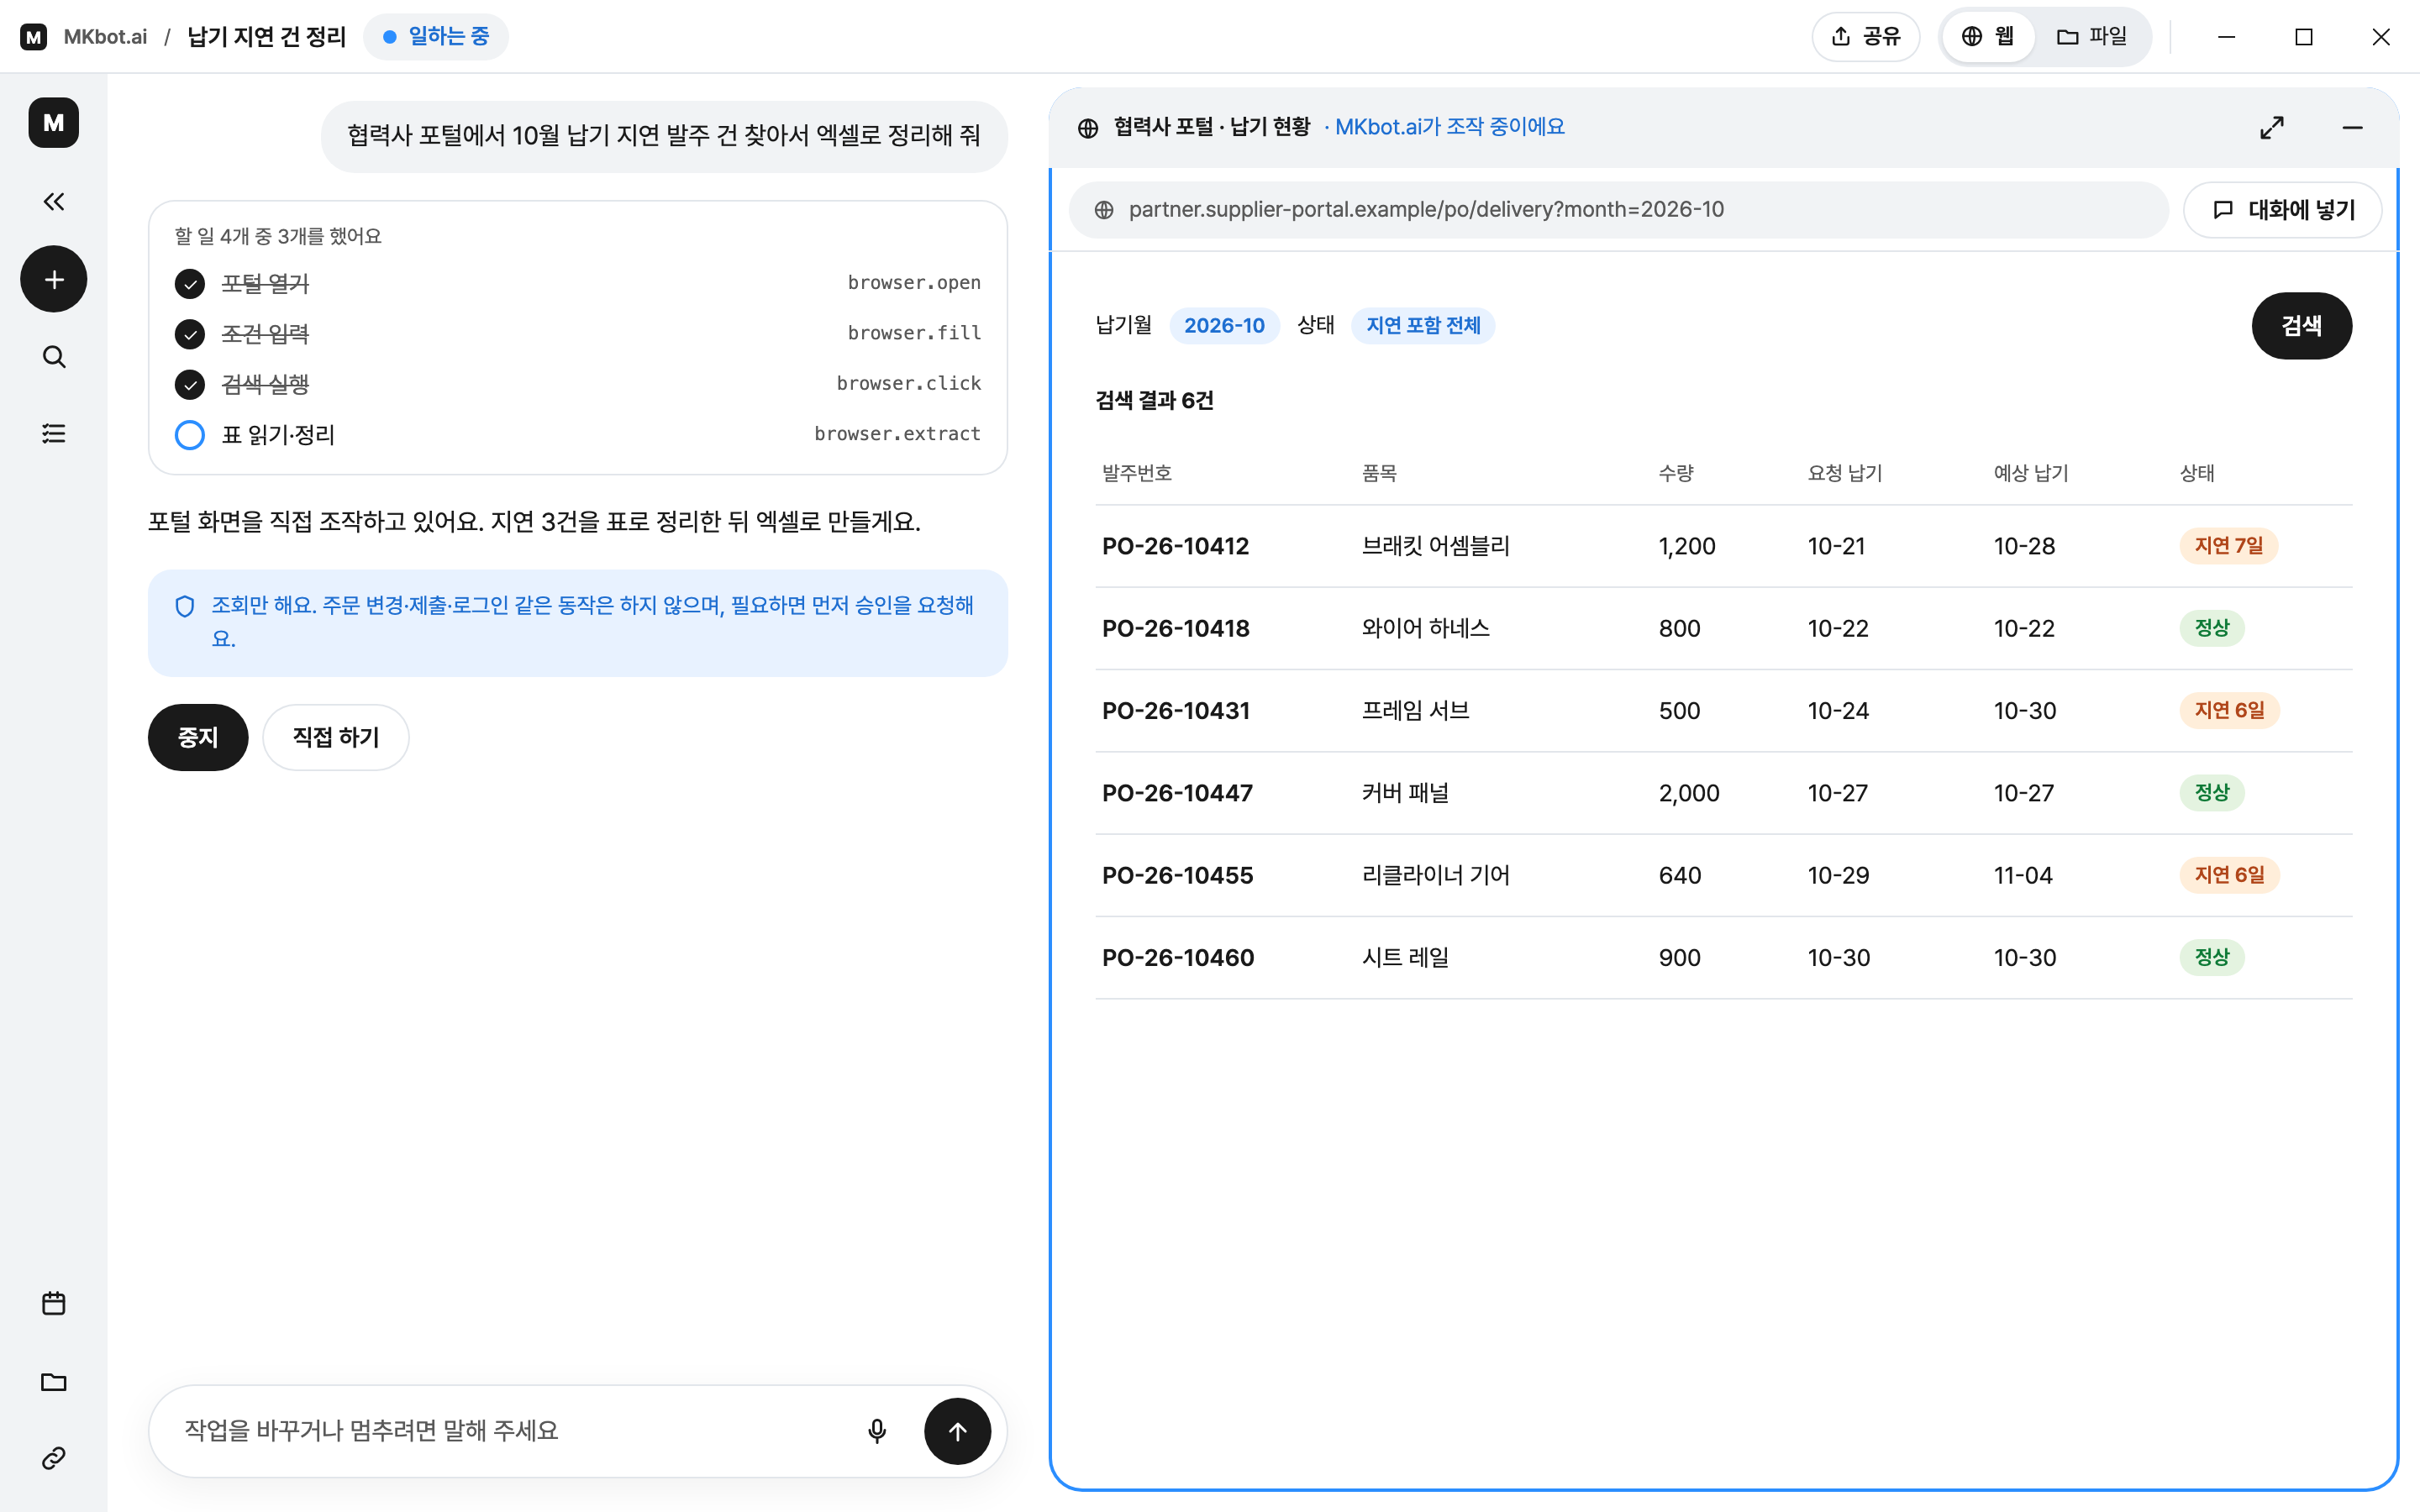 M MKbot.ai / 납기 지연 건 정리 일하는 중
공유 웹 파일
M
협력사 포털에서 10월 납기 지연 발주 건 찾아서 엑셀로 정리해 줘
할 일 4개 중 3개를 했어요
포털 열기 browser.open
조건 입력 browser.fill
검색 실행 browser.click
표 읽기·정리 browser.extract
포털 화면을 직접 조작하고 있어요. 지연 3건을 표로 정리한 뒤 엑셀로 만들게요.
조회만 해요. 주문 변경·제출·로그인 같은 동작은 하지 않으며, 필요하면 먼저 승인을 요청해
요.
중지 직접 하기
작업을 바꾸거나 멈추려면 말해 주세요
협력사 포털 · 납기 현황 · MKbot.ai가 조작 중이에요
partner.supplier-portal.example/po/delivery?month=2026-10 대화에 넣기
납기월 2026-10 상태 지연 포함 전체 검색
검색 결과 6건
발주번호 품목 수량 요청 납기 예상 납기 상태
PO-26-10412 브래킷 어셈블리 1,200 10-21 10-28 지연 7일
PO-26-10418 와이어 하네스 800 10-22 10-22 정상
PO-26-10431 프레임 서브 500 10-24 10-30 지연 6일
PO-26-10447 커버 패널 2,000 10-27 10-27 정상
PO-26-10455 리클라이너 기어 640 10-29 11-04 지연 6일
PO-26-10460 시트 레일 900 10-30 10-30 정상